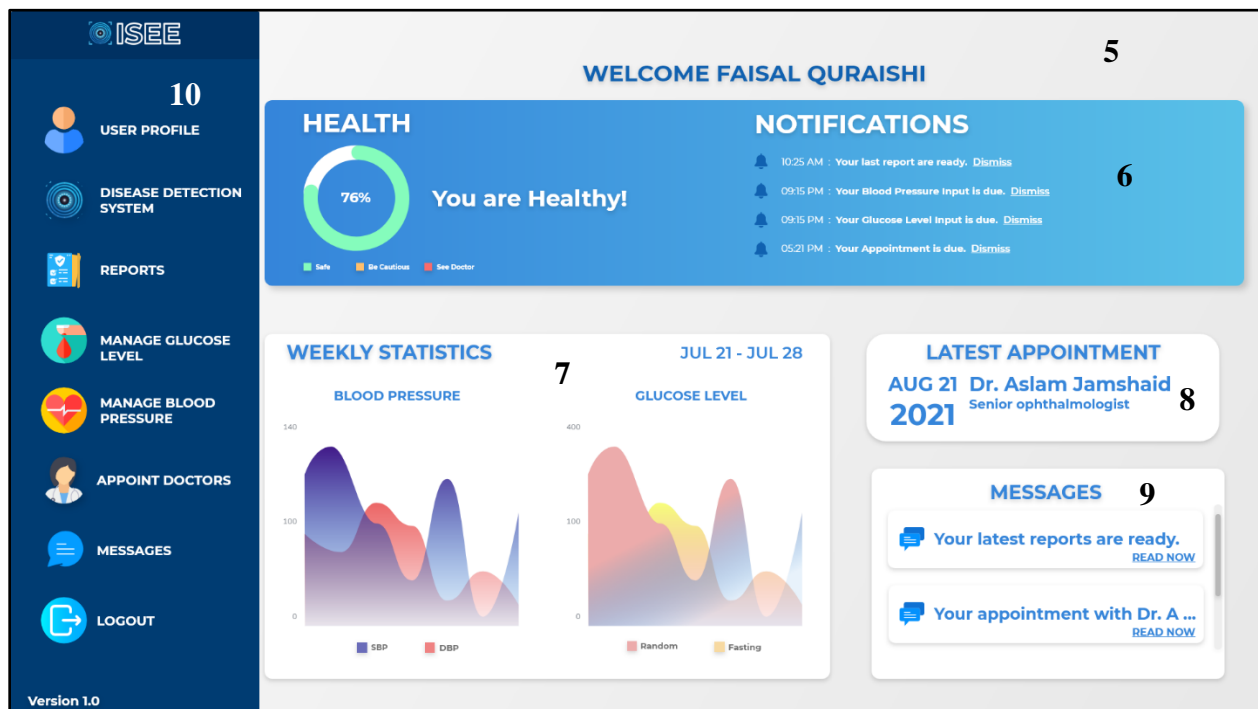 ISEE
10
USER PROFILE
DISEASE DETECTION
SYSTEM
REPORTS
MANAGE GLUCOSE
LEVEL
MANAGE BLOOD
PRESSURE
APPOINT DOCTORS
MESSAGES
LOGOUT
Version 1.0
5
WELCOME FAISAL QURAISHI
HEALTH
76%
You are Healthy!
Safe Be Cautious See Doctor
NOTIFICATIONS
10:25 AM : Your last report are ready. Dismiss
09:15 PM : Your Blood Pressure Input is due. Dismiss
09:15 PM : Your Glucose Level Input is due. Dismiss
05:21 PM : Your Appointment is due. Dismiss
6
WEEKLY STATISTICS JUL 21 - JUL 28
7
BLOOD PRESSURE
140
100
0
SBP DBP
GLUCOSE LEVEL
400
100
0
Random Fasting
LATEST APPOINTMENT
AUG 21 Dr. Aslam Jamshaid
2021 Senior ophthalmologist
8
MESSAGES
9
Your latest reports are ready.
READ NOW
Your appointment with Dr. A ...
READ NOW